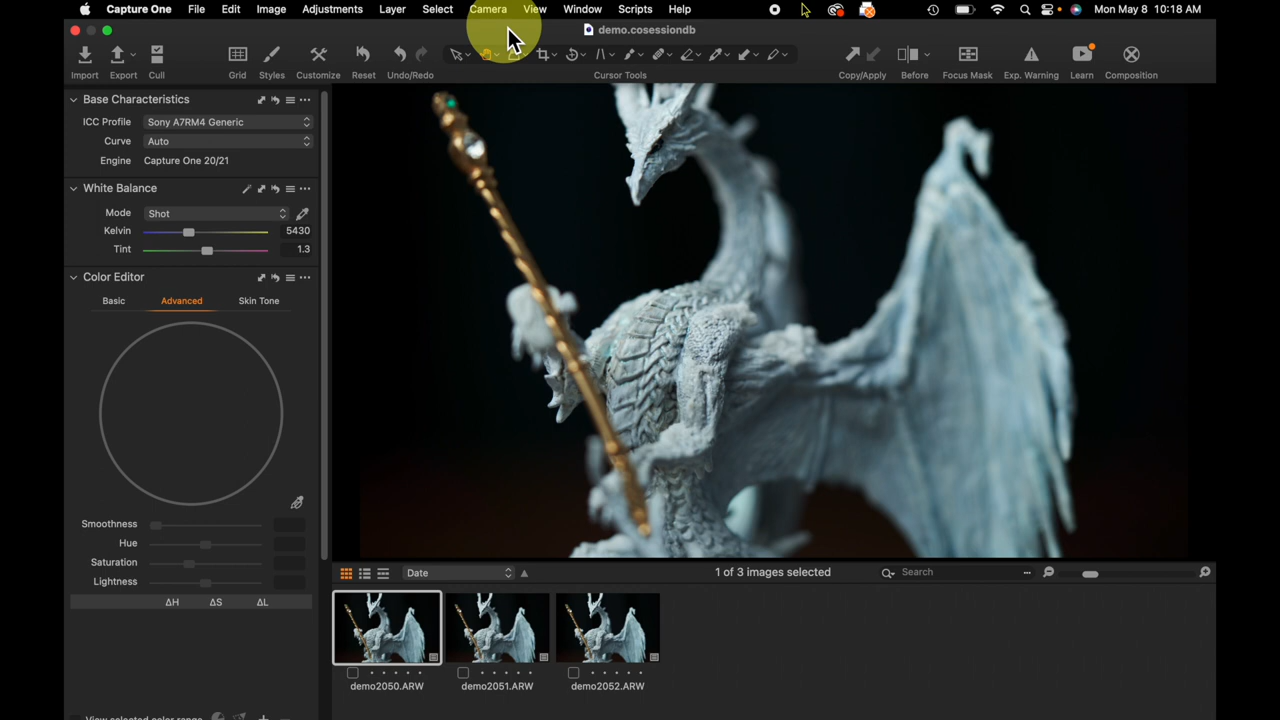 Capture One File Edit Image Adjustments Layer Select Camera View Window Scripts Help Mon May 8 10:18 AM
demo.cosessiondb
Import Export Cull Grid Styles Customize Reset Undo/Redo Cursor Tools Copy/Apply Before Focus Mask Exp. Warning Learn Composition
Base Characteristics
ICC Profile Sony A7RM4 Generic
Curve Auto
Engine Capture One 20/21
White Balance
Mode Shot
Kelvin 5430
Tint 1.3
Color Editor
Basic Advanced Skin Tone
Smoothness
Hue
Saturation
Lightness
ΔH ΔS ΔL
View selected color range
Date 1 of 3 images selected Search
demo2050.ARW demo2051.ARW demo2052.ARW